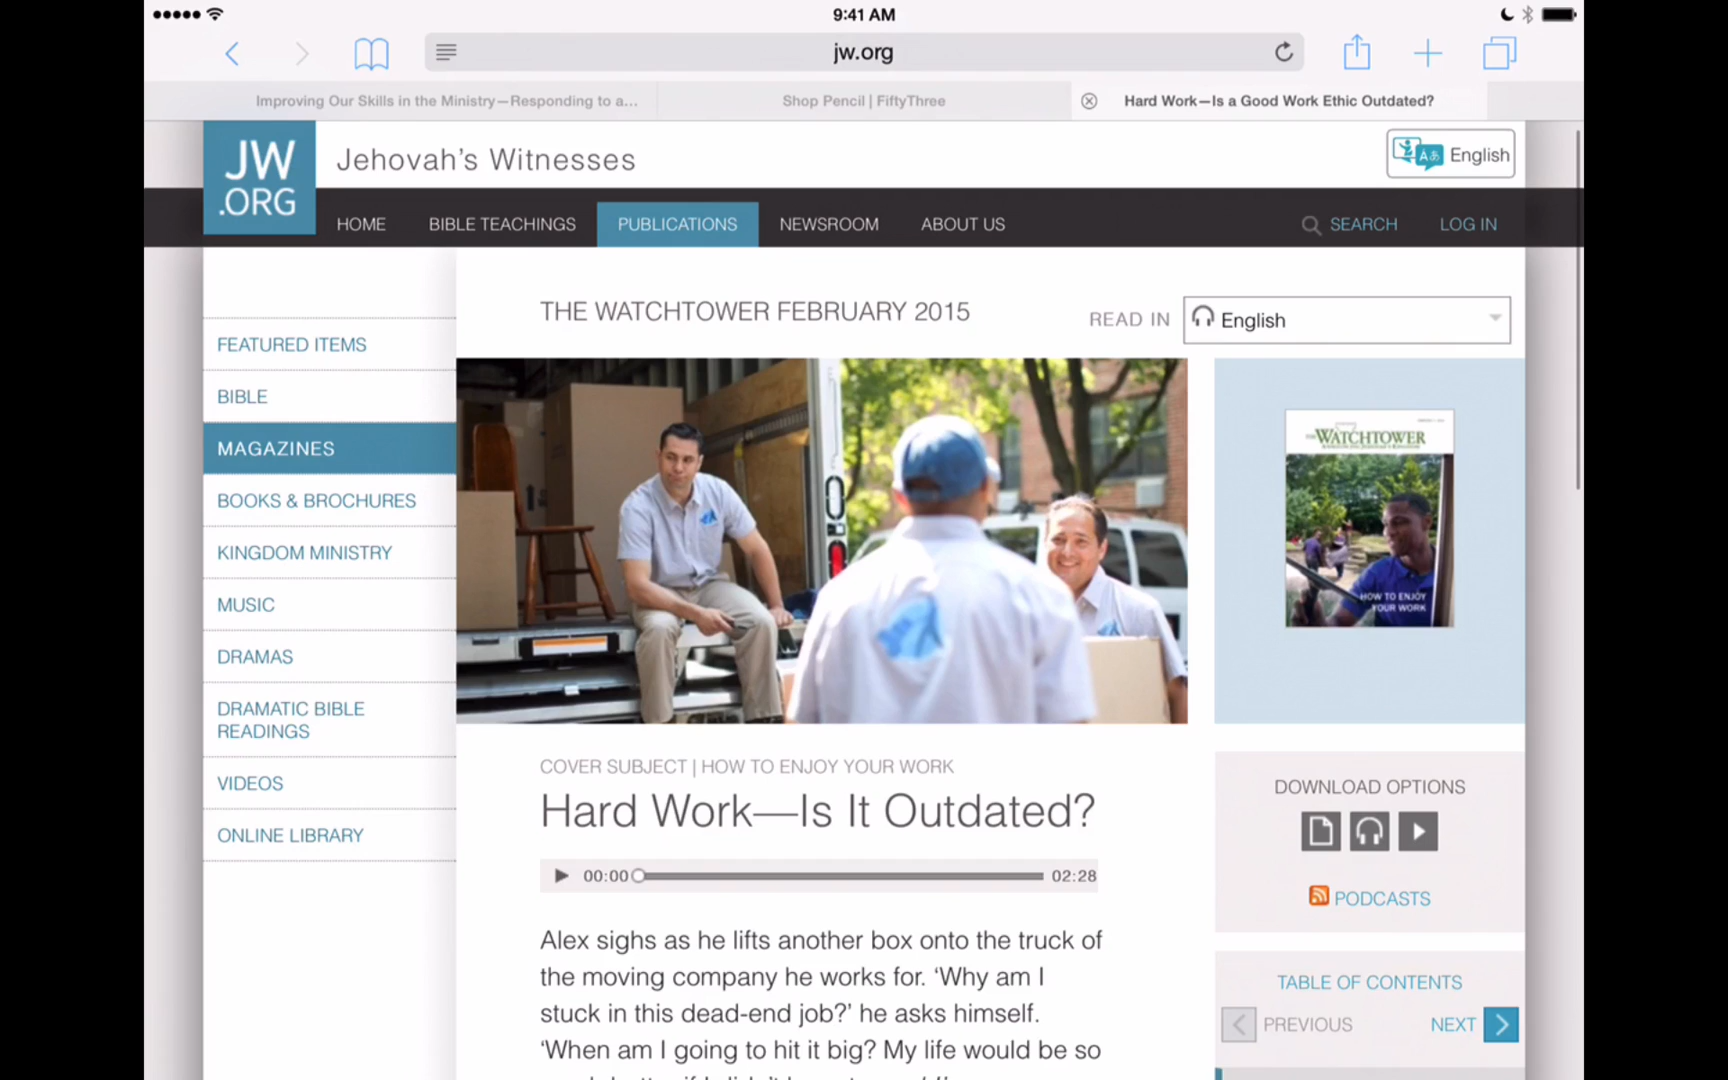 9:41 AM
jw.org
Improving Our Skills in the Ministry—Responding to a...
Shop Pencil | FiftyThree
Hard Work—Is a Good Work Ethic Outdated?
JW
.ORG
Jehovah's Witnesses
English
HOME
BIBLE TEACHINGS
PUBLICATIONS
NEWSROOM
ABOUT US
SEARCH
LOG IN
THE WATCHTOWER FEBRUARY 2015
READ IN
English
FEATURED ITEMS
BIBLE
MAGAZINES
BOOKS & BROCHURES
KINGDOM MINISTRY
MUSIC
DRAMAS
DRAMATIC BIBLE
READINGS
VIDEOS
ONLINE LIBRARY
THE WATCHTOWER
HOW TO ENJOY
YOUR WORK
COVER SUBJECT | HOW TO ENJOY YOUR WORK
Hard Work—Is It Outdated?
00:00
02:28
Alex sighs as he lifts another box onto the truck of
the moving company he works for. ‘Why am I
stuck in this dead-end job?’ he asks himself.
‘When am I going to hit it big? My life would be so
DOWNLOAD OPTIONS
PODCASTS
TABLE OF CONTENTS
PREVIOUS
NEXT